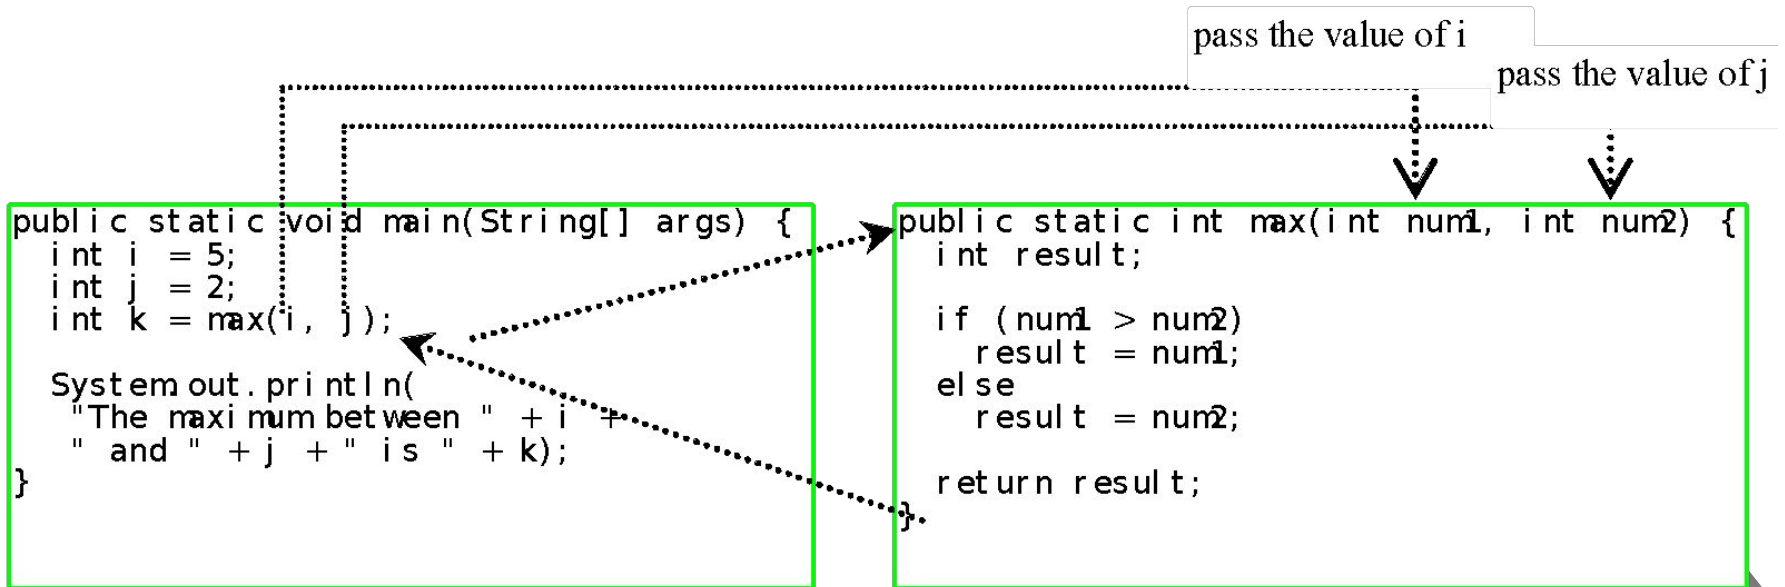 pass the value of i
pass the value of j
public static void main(String[] args) {
int i = 5;
int j = 2;
int k = max(i, j);
System.out.println(
"The maximum between " + i +
" and " + j + " is " + k);
}
public static int max(int num1, int num2) {
int result;
if (num1 > num2)
result = num1;
else
result = num2;
return result;
}